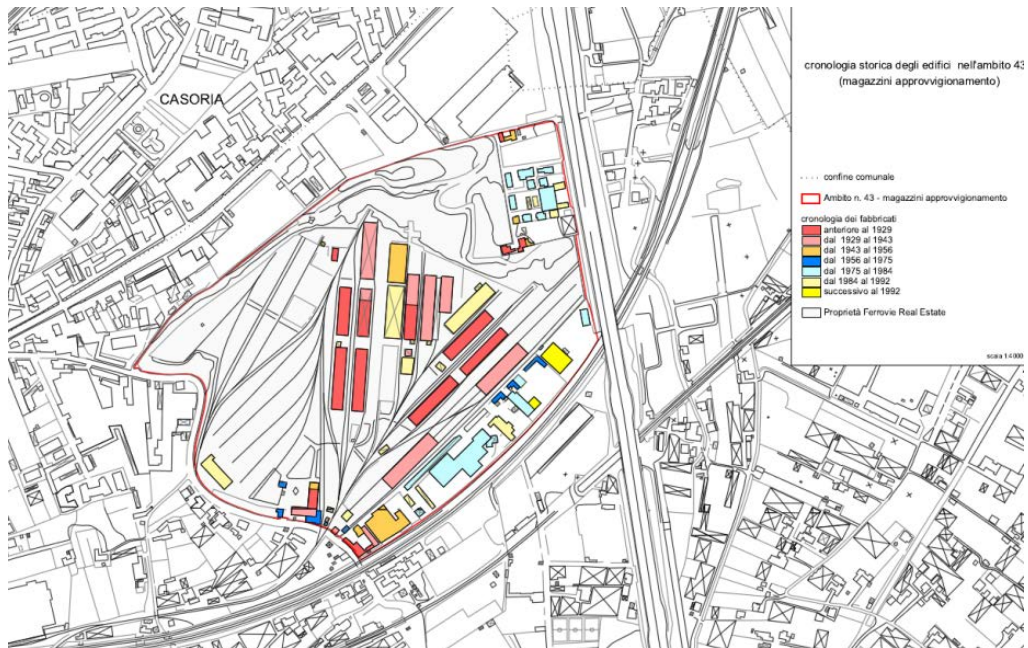 CASORIA
cronologia storica degli edifici nell'ambito 43
(magazzini approvvigionamento)
confine comunale
Ambito n. 43 - magazzini approvvigionamento
cronologia dei fabbricati
anteriore al 1929
dal 1929 al 1943
dal 1943 al 1956
dal 1956 al 1975
dal 1975 al 1984
dal 1984 al 1992
successivo al 1992
Proprietà Ferrovie Real Estate
scala 1:4000